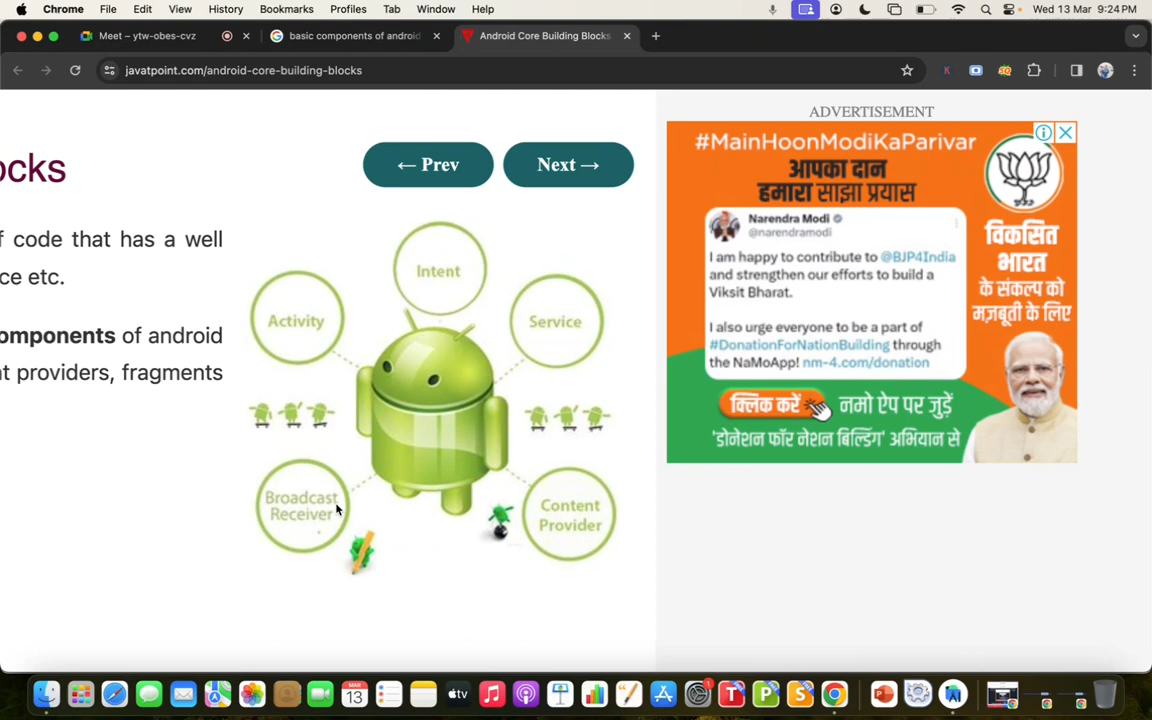 Chrome File Edit View History Bookmarks Profiles Tab Window Help
Wed 13 Mar 9:24 PM
Meet – ytw-obes-cvz
basic components of android
Android Core Building Blocks
javatpoint.com/android-core-building-blocks
ocks
← Prev
Next →
f code that has a well
ce etc.
omponents of android
t providers, fragments
Intent
Activity
Service
Broadcast
Receiver
Content
Provider
ADVERTISEMENT
#MainHoonModiKaParivar
आपका दान
हमारा साझा प्रयास
Narendra Modi
@narendramodi
I am happy to contribute to @BJP4India
and strengthen our efforts to build a
Viksit Bharat.
I also urge everyone to be a part of
#DonationForNationBuilding through
the NaMoApp! nm-4.com/donation
विकसित
भारत
के संकल्प को
मज़बूती के लिए
क्लिक करें
नमो ऐप पर जुड़ें
'डोनेशन फॉर नेशन बिल्डिंग' अभियान से
MAR
13
tv
1
T
P
S